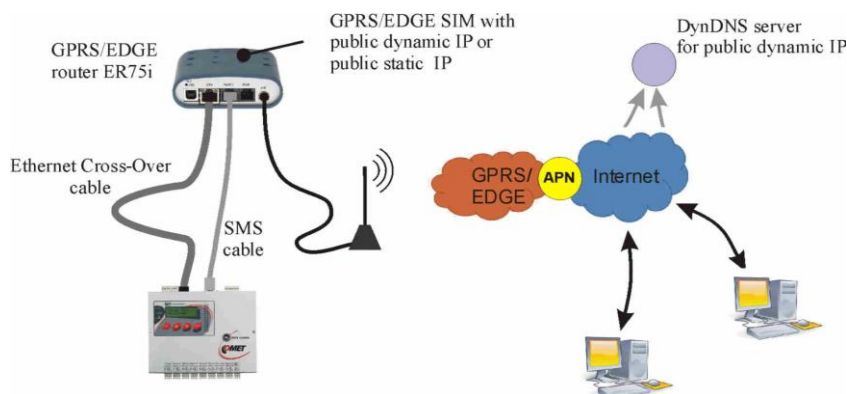 GPRS/EDGE
router ER75i
GPRS/EDGE SIM with
public dynamic IP or
public static IP
DynDNS server
for public dynamic IP
Ethernet Cross-Over
cable
SMS
cable
GPRS/
EDGE
APN
Internet